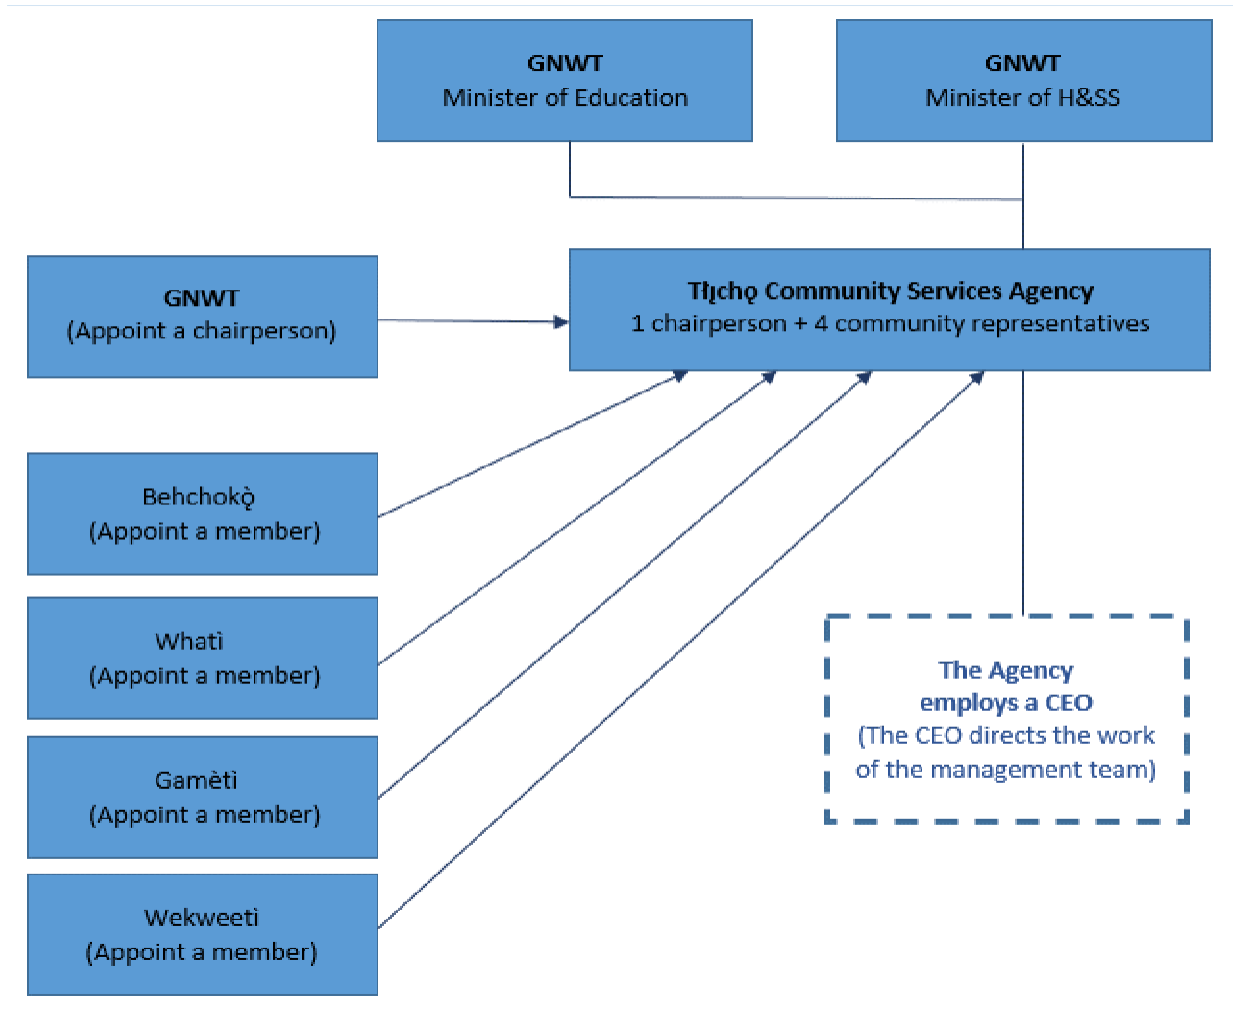 GNWT
Minister of Education
GNWT
Minister of H&SS
GNWT
(Appoint a chairperson)
Tłı̨chǫ Community Services Agency
1 chairperson + 4 community representatives
Behchokǫ̀
(Appoint a member)
Whatì
(Appoint a member)
Gamètì
(Appoint a member)
Wekweetì
(Appoint a member)
The Agency
employs a CEO
(The CEO directs the work
of the management team)